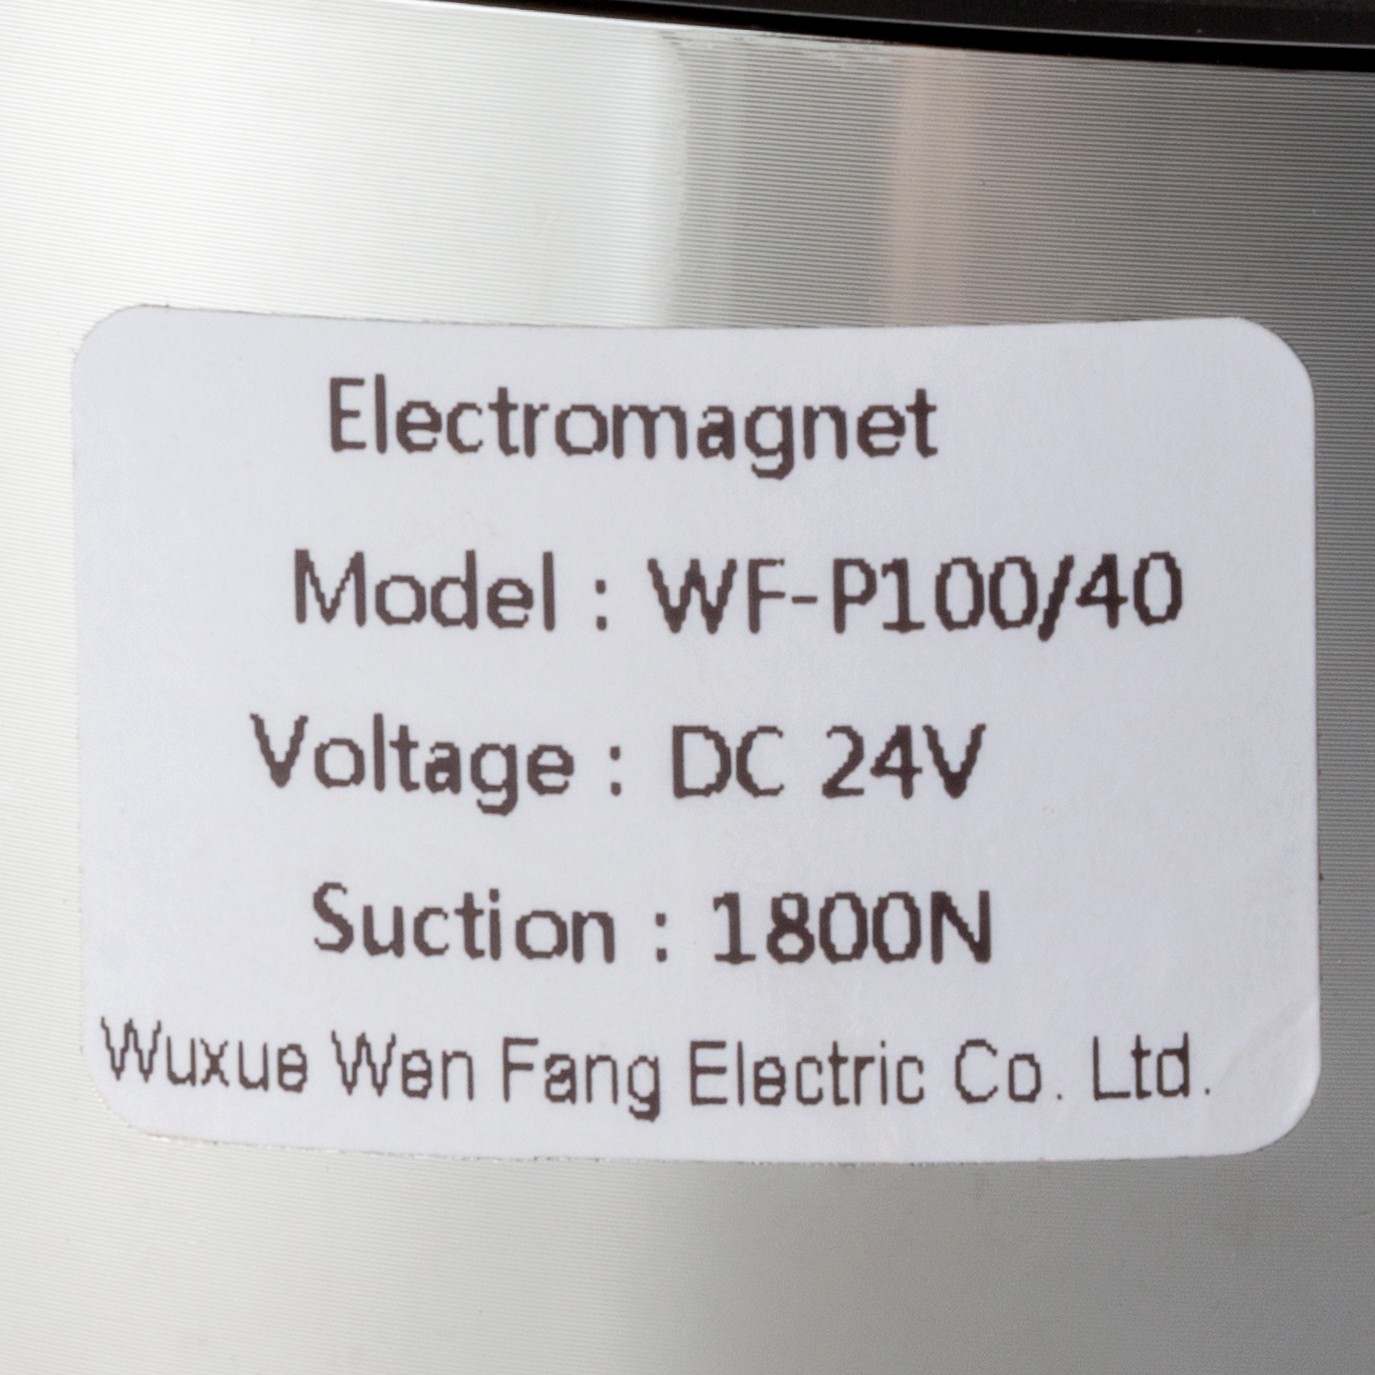 Electromagnet
Model : WF-P100/40
Voltage : DC 24V
Suction : 1800N
Wuxue Wen Fang Electric Co. Ltd.